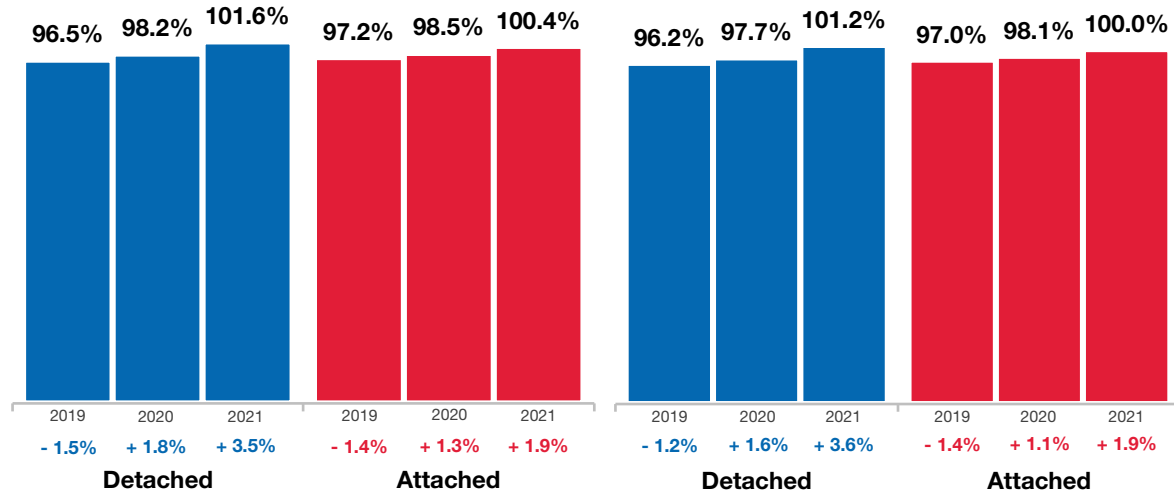 96.5% 98.2% 101.6% 97.2% 98.5% 100.4% 96.2% 97.7% 101.2% 97.0% 98.1% 100.0%
2019 2020 2021 2019 2020 2021 2019 2020 2021 2019 2020 2021
- 1.5% + 1.8% + 3.5% - 1.4% + 1.3% + 1.9% - 1.2% + 1.6% + 3.6% - 1.4% + 1.1% + 1.9%
Detached Attached Detached Attached